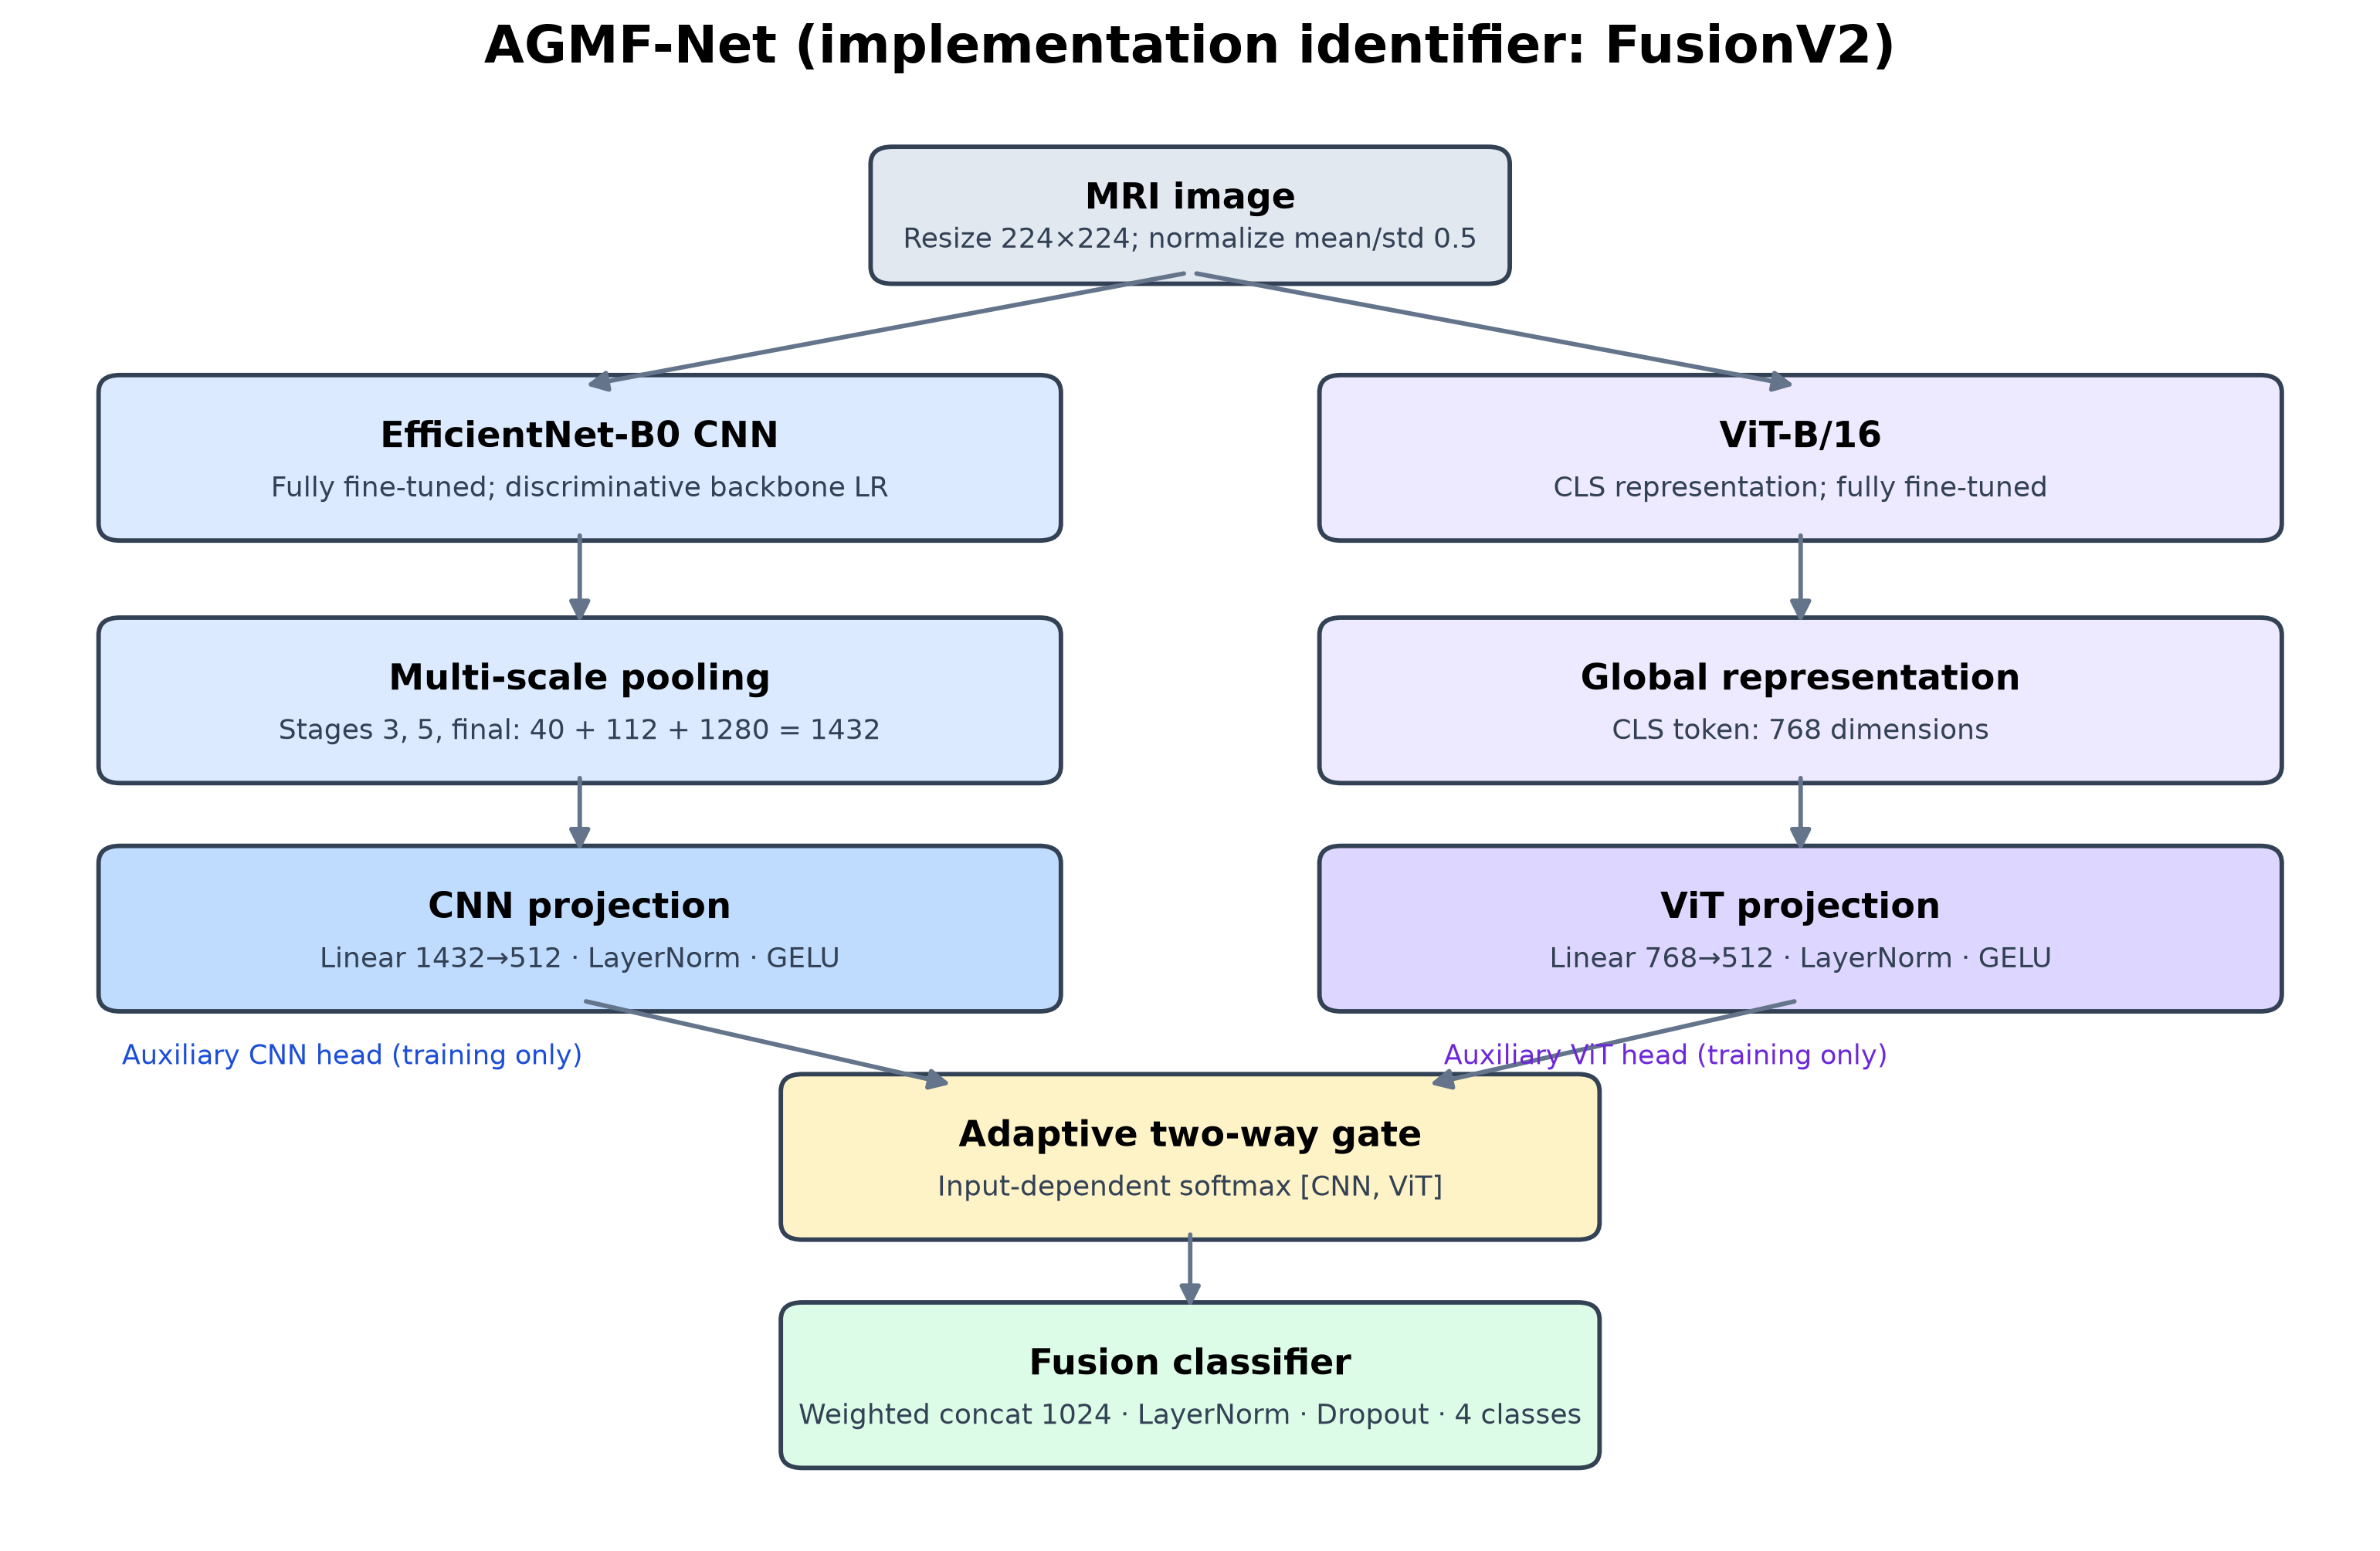 AGMF-Net (implementation identifier: FusionV2)
MRI image
Resize 224×224; normalize mean/std 0.5
EfficientNet-B0 CNN
Fully fine-tuned; discriminative backbone LR
ViT-B/16
CLS representation; fully fine-tuned
Multi-scale pooling
Stages 3, 5, final: 40 + 112 + 1280 = 1432
Global representation
CLS token: 768 dimensions
CNN projection
Linear 1432→512 · LayerNorm · GELU
ViT projection
Linear 768→512 · LayerNorm · GELU
Auxiliary CNN head (training only)
Auxiliary ViT head (training only)
Adaptive two-way gate
Input-dependent softmax [CNN, ViT]
Fusion classifier
Weighted concat 1024 · LayerNorm · Dropout · 4 classes